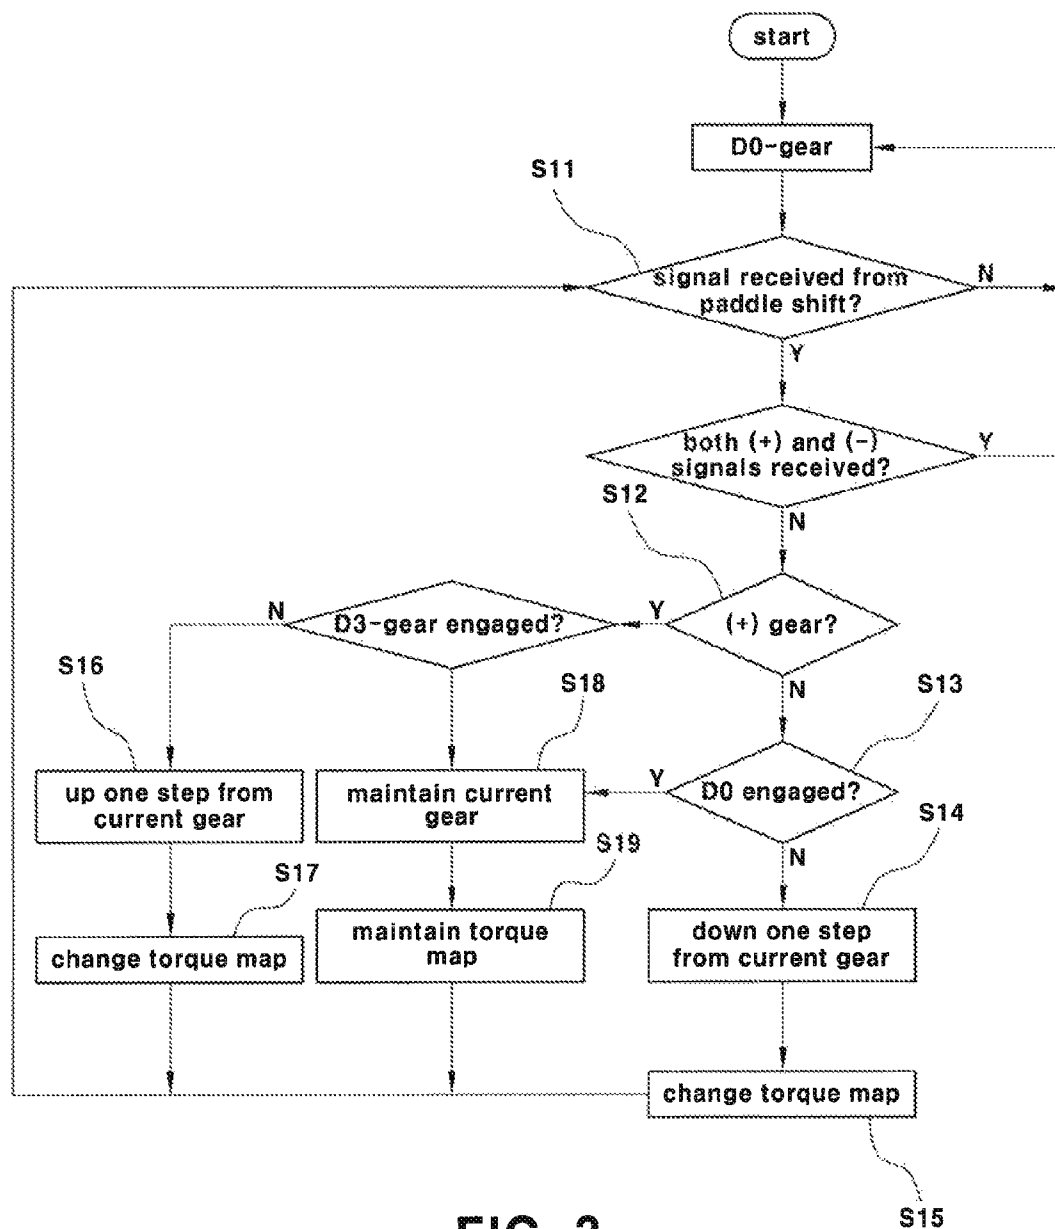 start
D0-gear
S11
signal received from
paddle shift?
N
Y
both (+) and (-)
signals received?
Y
S12
N
(+) gear?
Y
N
D3-gear engaged?
N
S16
S18
S13
up one step from
current gear
maintain current
gear
Y
D0 engaged?
N
S14
S17
S19
change torque map
maintain torque
map
down one step
from current gear
change torque map
S15